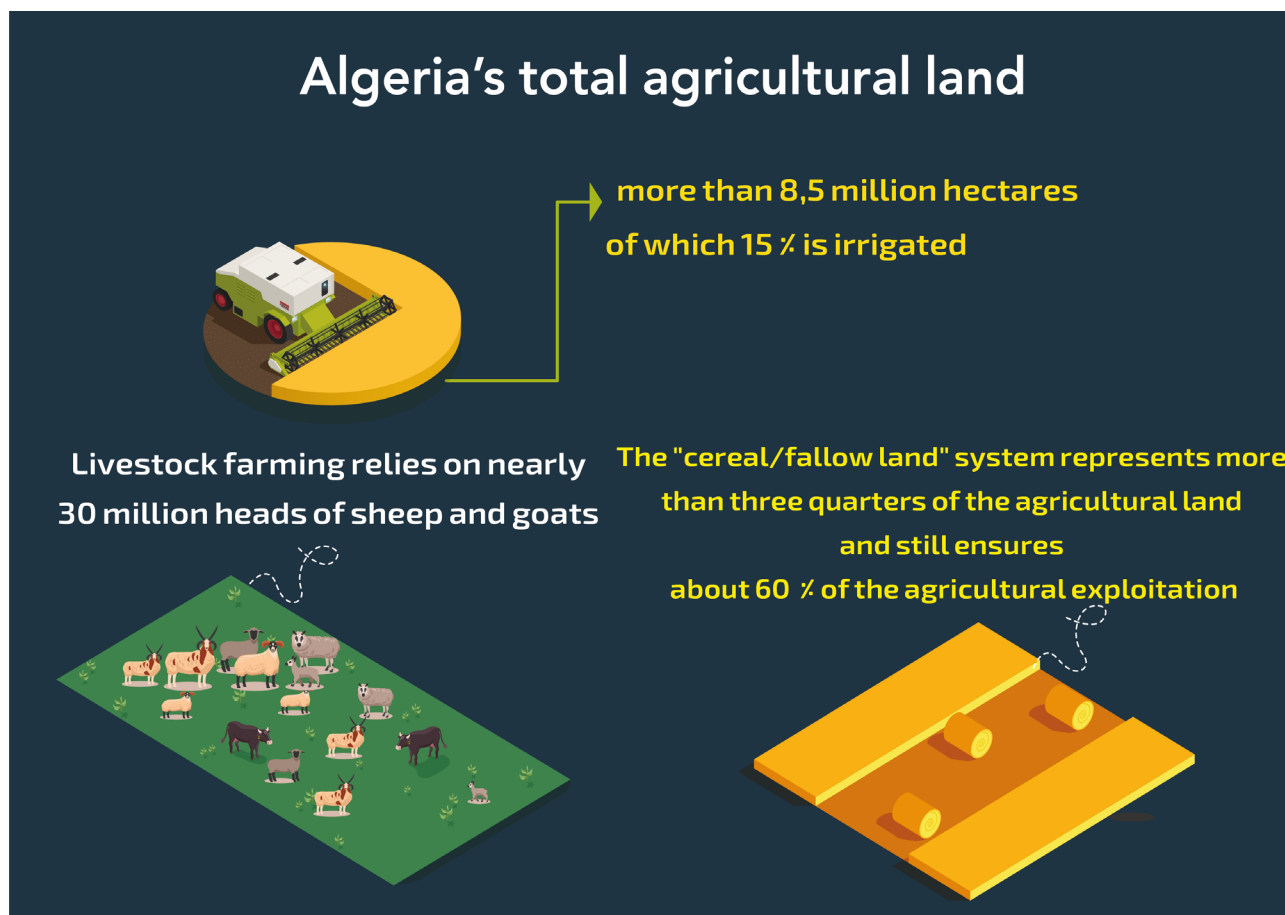 Algeria's total agricultural land
more than 8,5 million hectares
of which 15 ٪ is irrigated
Livestock farming relies on nearly
30 million heads of sheep and goats
The "cereal/fallow land" system represents more
than three quarters of the agricultural land
and still ensures
about 60 ٪ of the agricultural exploitation